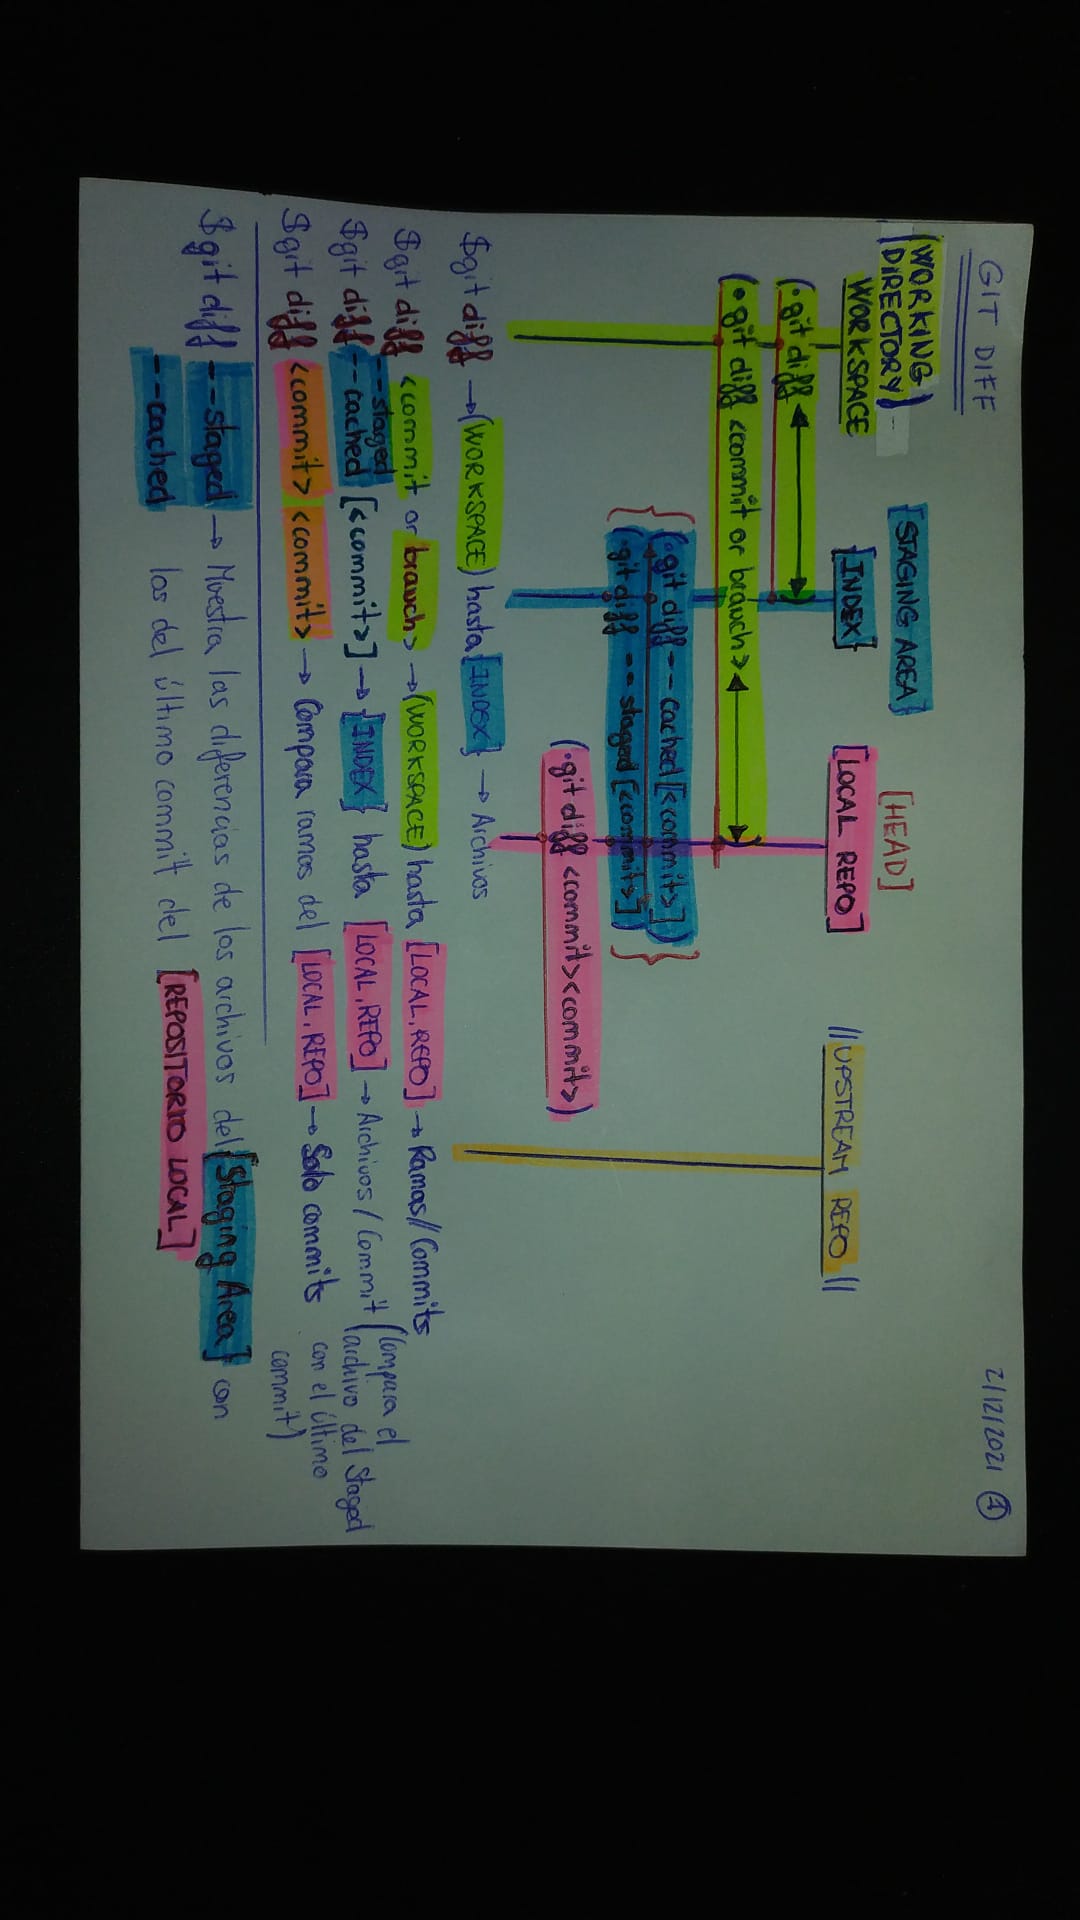 GIT DIFF
2/12/2021 1
(WORKING
DIRECTORY)
WORKSPACE
{STAGING AREA}
{INDEX}
[HEAD]
[LOCAL REPO]
||UPSTREAM REPO||
(·git diff)
(·git diff <commit or branch>)
{(·git diff -- cached [<commit>])
(·git diff -- staged [<commit>])}
(·git diff <commit><commit>)
$git diff → (WORKSPACE) hasta {INDEX} → Archivos
$git diff <commit or branch> → (WORKSPACE) hasta [LOCAL.REPO] → Ramas//Commits
--staged
$git diff --cached [<commit>] → {INDEX} hasta [LOCAL.REPO] → Archivos / Commit (Compara el
archivo del Staged
con el último
commit)
$git diff <commit> <commit> → Compara ramas del [LOCAL.REPO] → Solo commits
$git diff --staged → Muestra las diferencias de los archivos del {Staging Area} con
--cached los del último commit del [REPOSITORIO LOCAL]